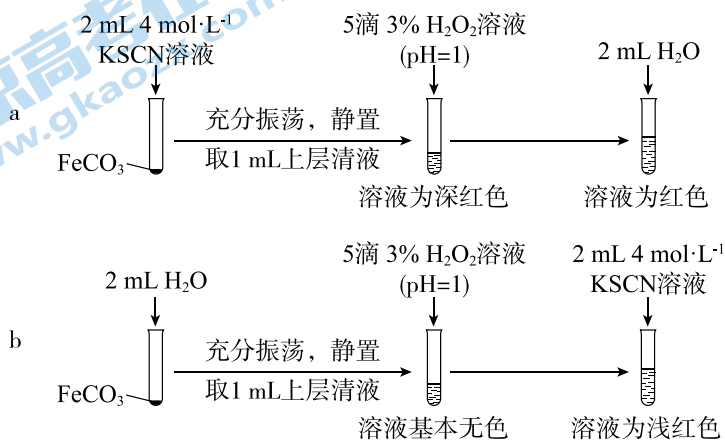 2 mL 4 mol·L⁻¹
KSCN溶液
5滴 3% H₂O₂溶液
(pH=1)
2 mL H₂O
a
充分振荡，静置
取1 mL上层清液
FeCO₃
溶液为深红色
溶液为红色
2 mL H₂O
5滴 3% H₂O₂溶液
(pH=1)
2 mL 4 mol·L⁻¹
KSCN溶液
b
充分振荡，静置
取1 mL上层清液
FeCO₃
溶液基本无色
溶液为浅红色